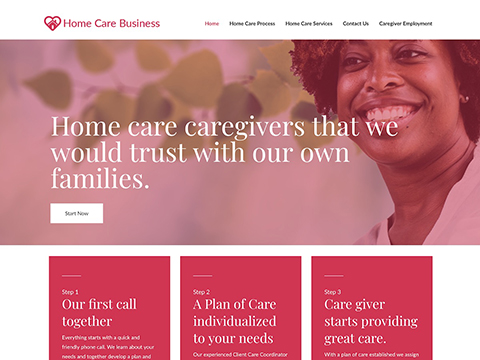 Home Care Business
Home Home Care Process Home Care Services Contact Us Caregiver Employment
Home care caregivers that we
would trust with our own
families.
Start Now
Step 1
Our first call
together
Everything starts with a quick and
friendly phone call. We learn about your
needs and together develop a plan and
Step 2
A Plan of Care
individualized
to your needs
Our experienced Client Care Coordinator
Step 3
Care giver
starts providing
great care.
With a plan of care established we assign